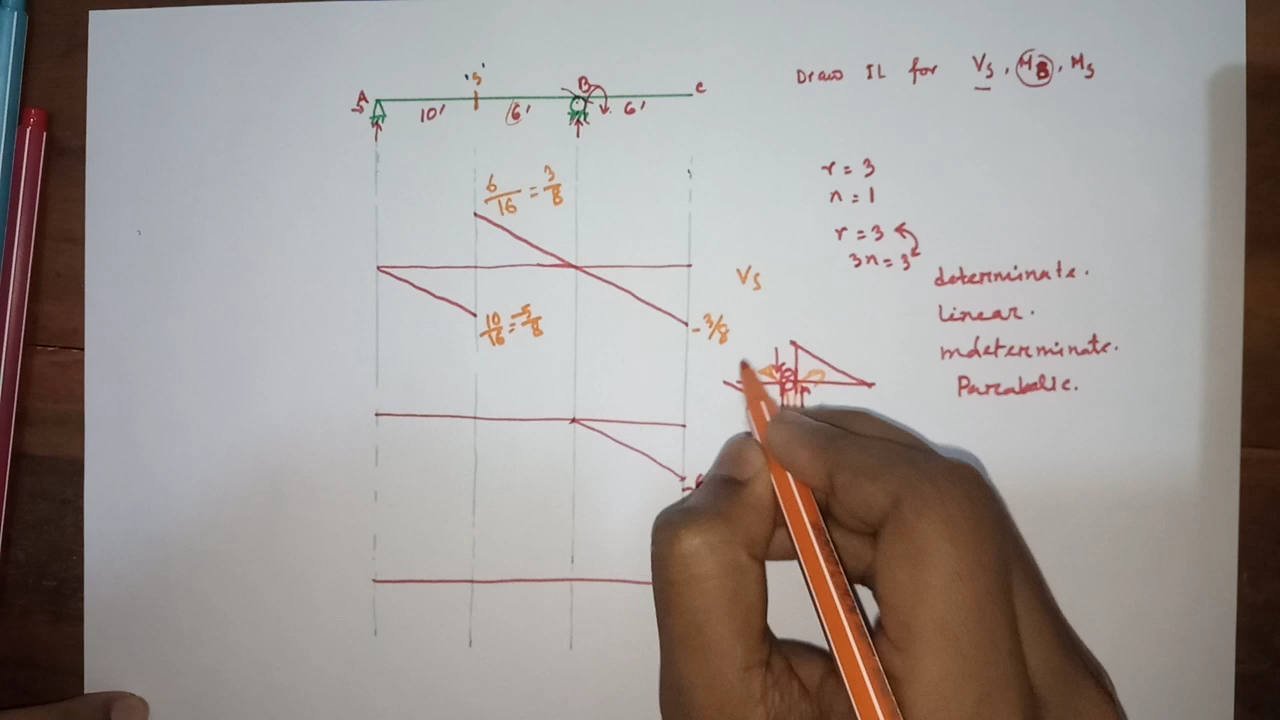 Draw IL for Vs, MB, Ms
's'
A 10' 6' B 6' C
6/16 = 3/8
r = 3
n = 1
r = 3
3n = 3
Vs
10/16 = -5/8
-3/8
determinate.
linear.
Indeterminate.
Parabolic.